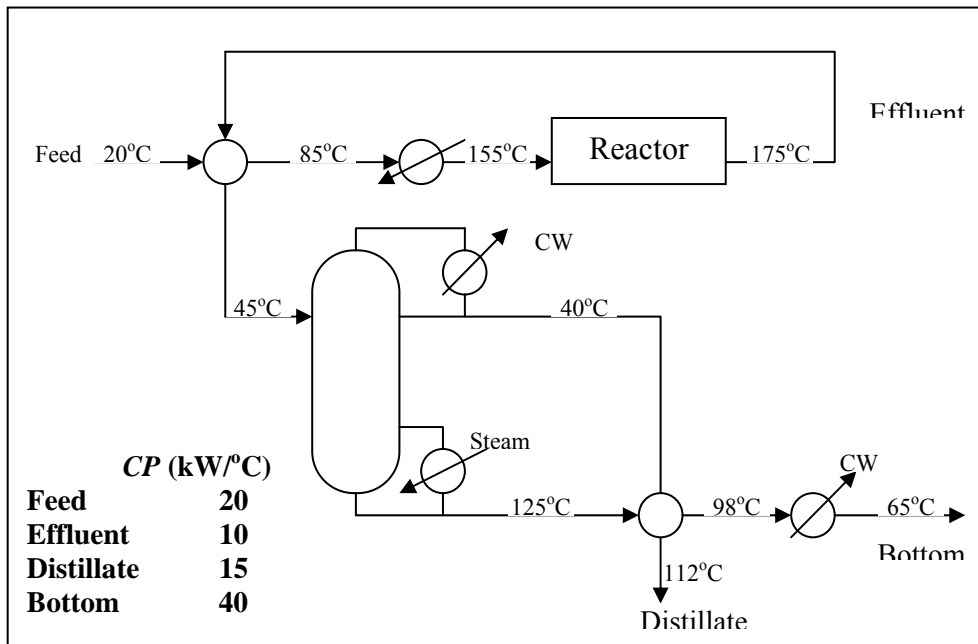 Effluent
Feed 20°C 85°C 155°C Reactor 175°C
CW
45°C 40°C
Steam
CP (kW/°C)
Feed 20
Effluent 10
Distillate 15
Bottom 40
125°C 98°C CW 65°C
Bottom
112°C
Distillate